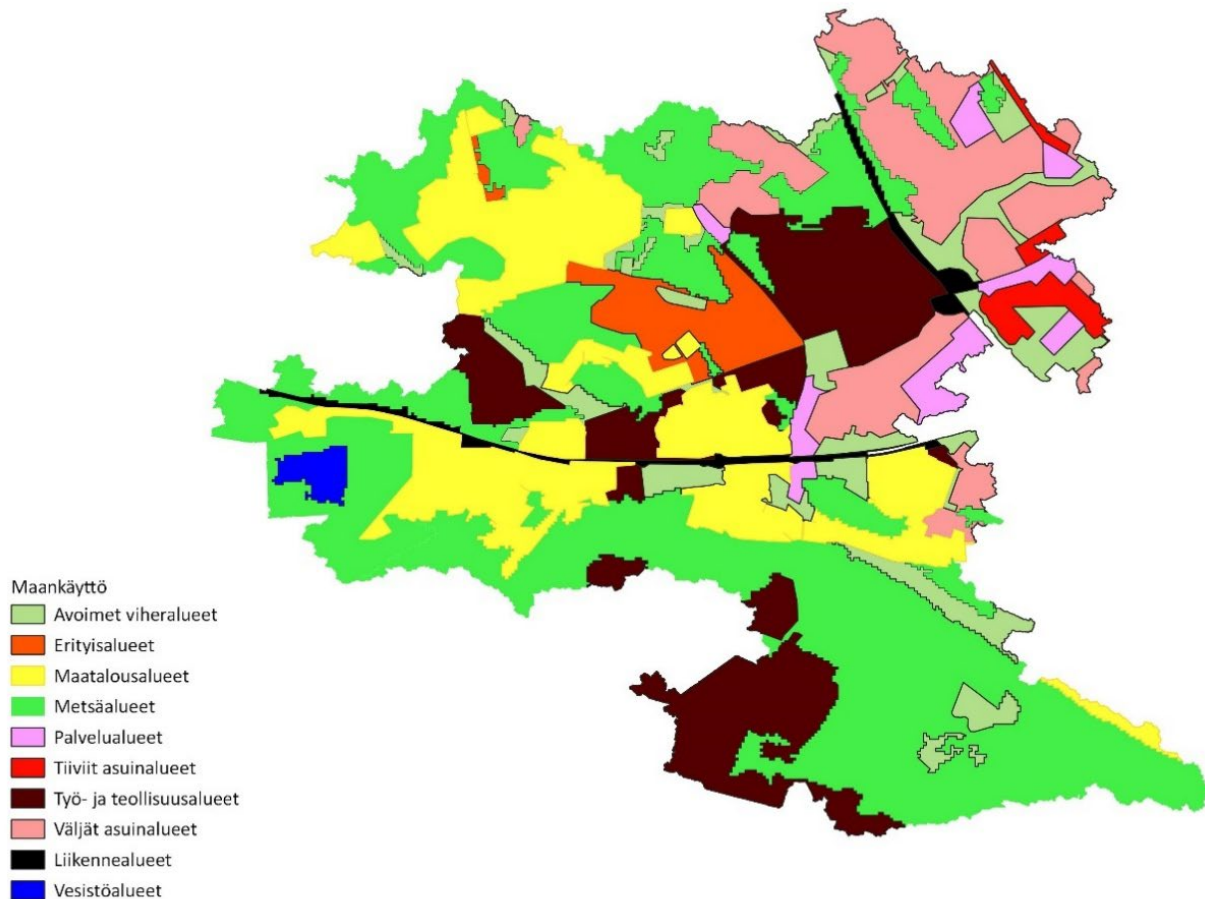 Maankäyttö
Avoimet viheralueet
Erityisalueet
Maatalousalueet
Metsäalueet
Palvelualueet
Tiiviit asuinalueet
Työ- ja teollisuusalueet
Väljät asuinalueet
Liikennealueet
Vesistöalueet